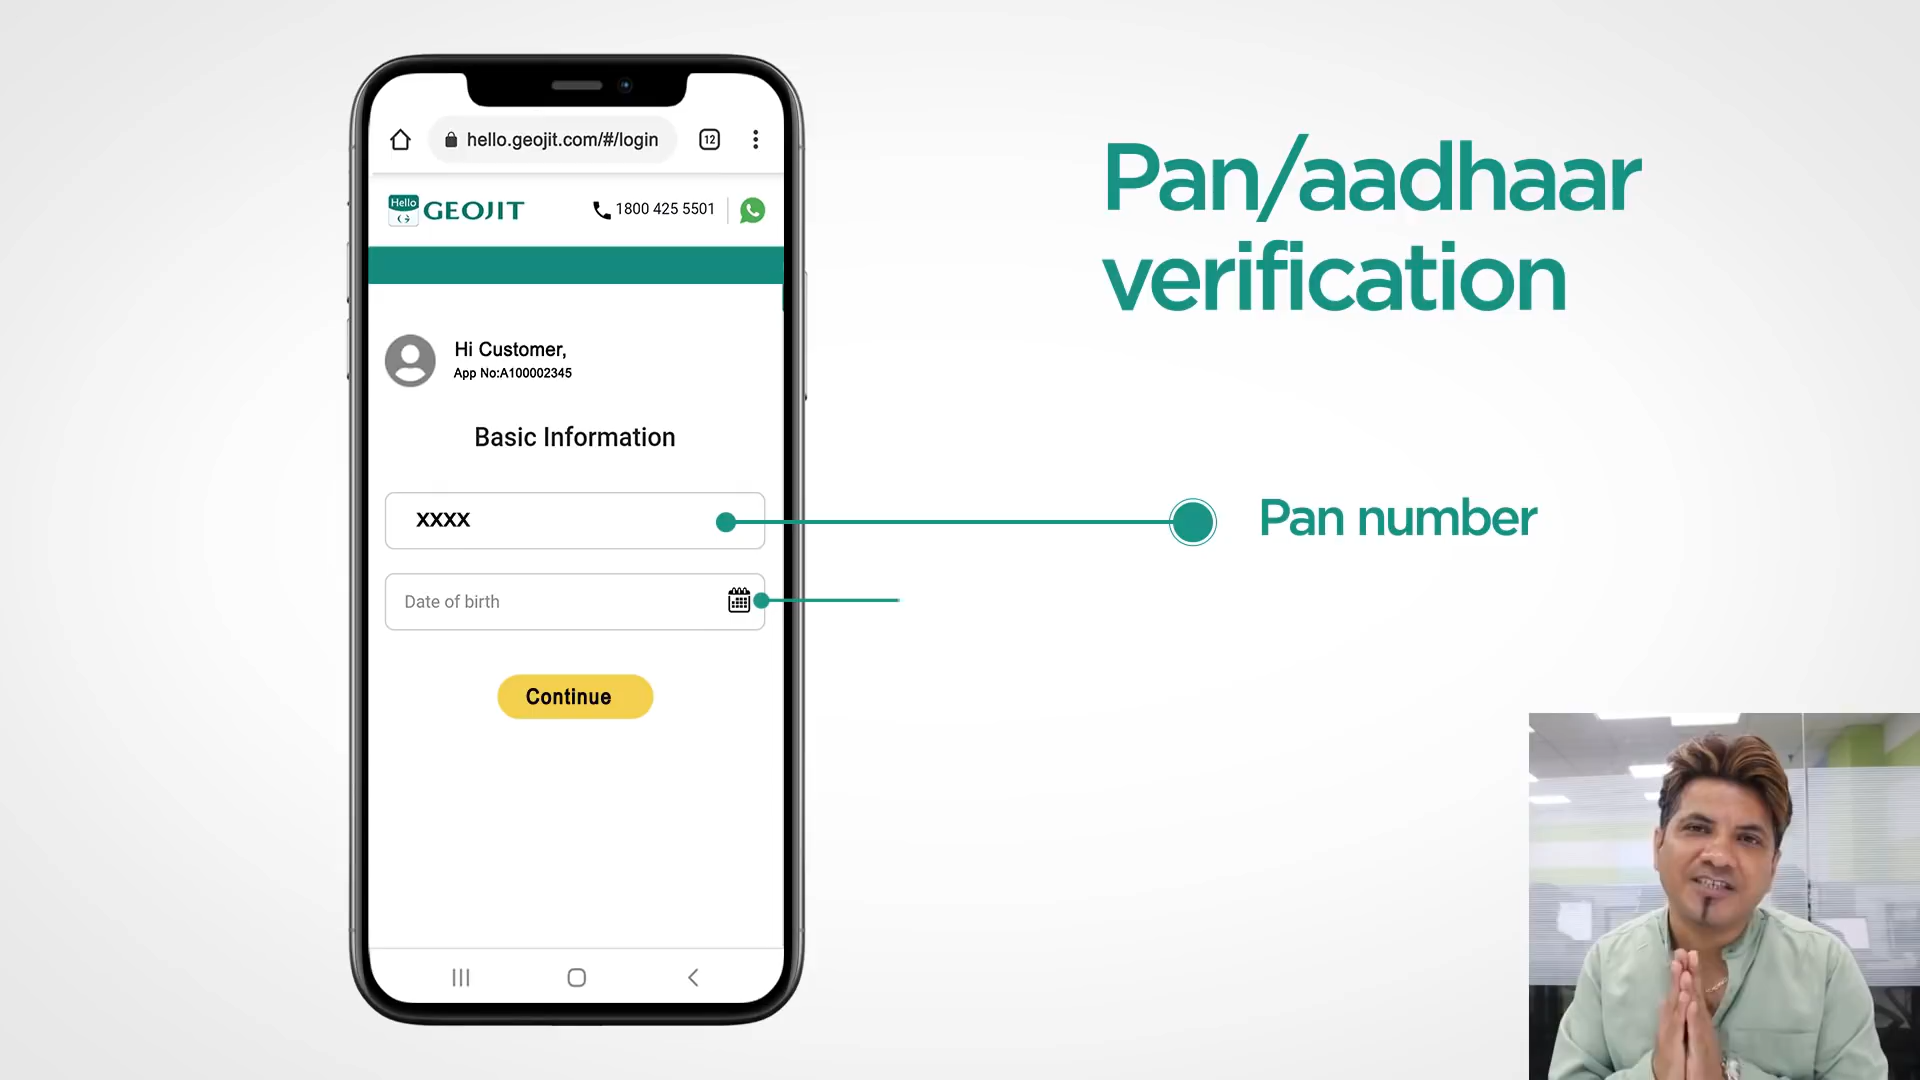 hello.geojit.com/#/login
12
Hello
GEOJIT
1800 425 5501
Hi Customer,
App No:A100002345
Basic Information
XXXX
Date of birth
Continue
Pan/aadhaar
verification
Pan number